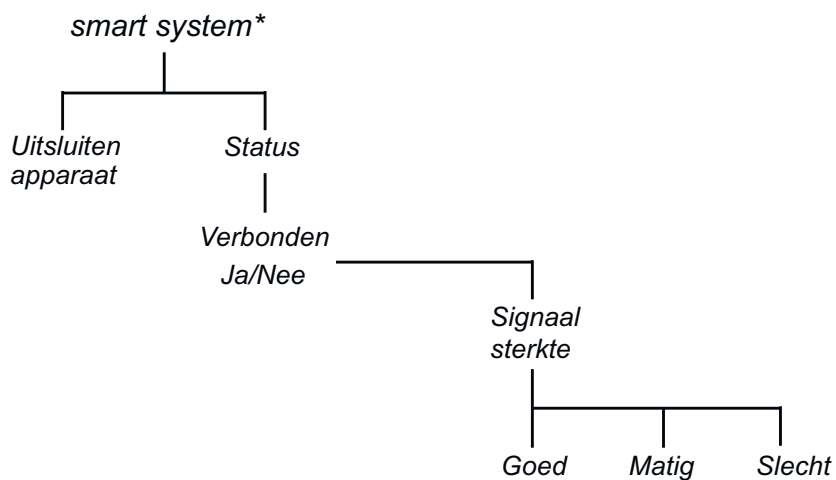 smart system*
Uitsluiten
apparaat
Status
Verbonden
Ja/Nee
Signaal
sterkte
Goed
Matig
Slecht